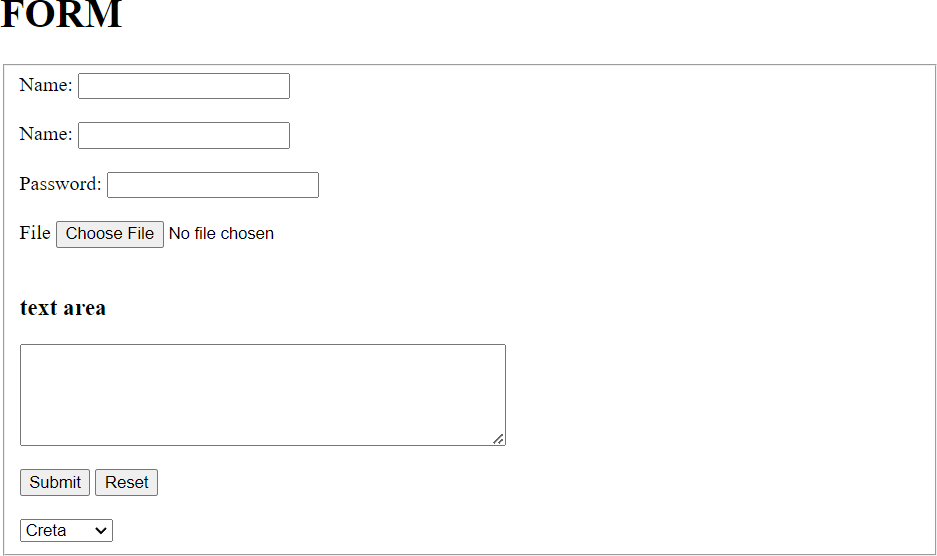 FORM
Name:
Name:
Password:
File Choose File No file chosen
text area
Submit Reset
Creta